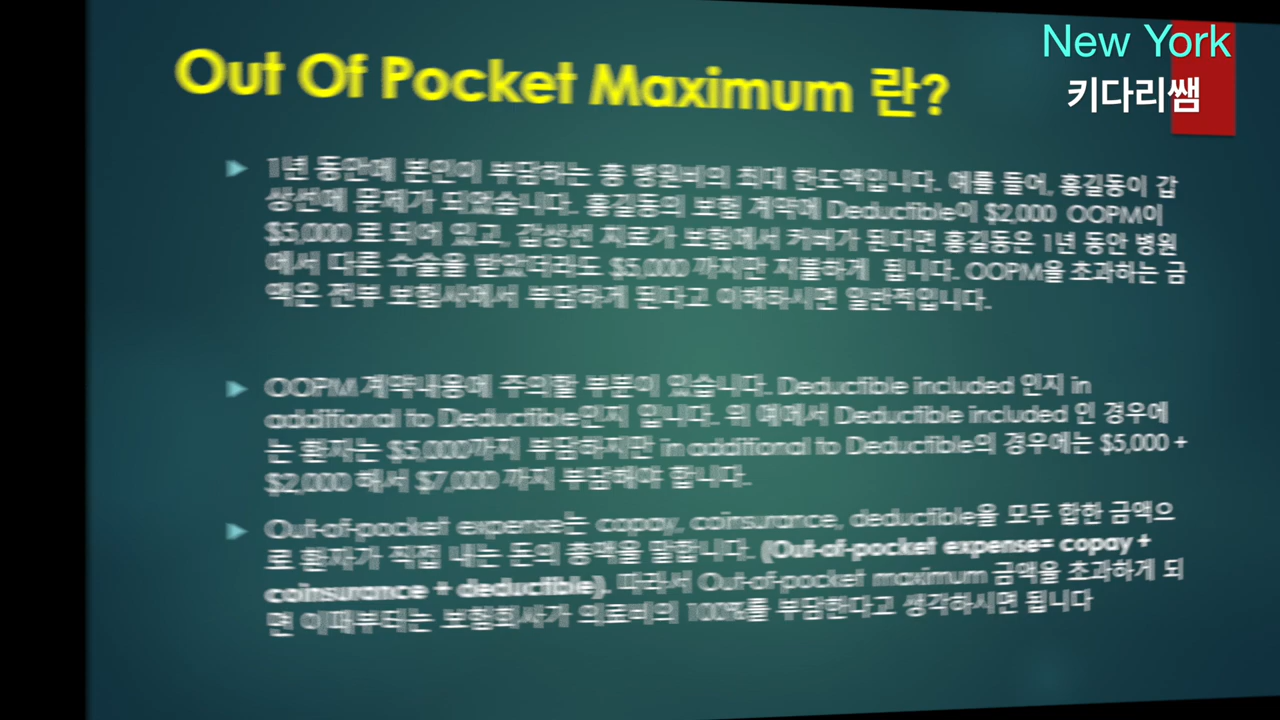 New York
키다리쌤
Out Of Pocket Maximum 란?
1년 동안에 본인이 부담하는 총 병원비의 최대 한도액입니다. 예를 들어, 홍길동이 갑
상선에 문제가 되었습니다. 홍길동의 보험 계약에 Deductible이 $2,000 OOPM이
$5,000 로 되어 있고, 갑상선 치료가 보험에서 커버가 된다면 홍길동은 1년 동안 병원
에서 다른 수술을 받았더라도 $5,000 까지만 지불하게 됩니다. OOPM을 초과하는 금
액은 전부 보험사에서 부담하게 된다고 이해하시면 일반적입니다.
OOPM 계약내용에 주의할 부분이 있습니다. Deductible included 인지 in
additional to Deductible인지 입니다. 위 예에서 Deductible included 인 경우에
는 환자는 $5,000까지 부담하지만 in additional to Deductible의 경우에는 $5,000 +
$2,000 해서 $7,000 까지 부담해야 합니다.
Out-of-pocket expense는 copay, coinsurance, deductible을 모두 합한 금액으
로 환자가 직접 내는 돈의 총액을 말합니다. (Out-of-pocket expense= copay +
coinsurance + deductible). 따라서 Out-of-pocket maximum 금액을 초과하게 되
면 이때부터는 보험회사가 의료비의 100%를 부담한다고 생각하시면 됩니다